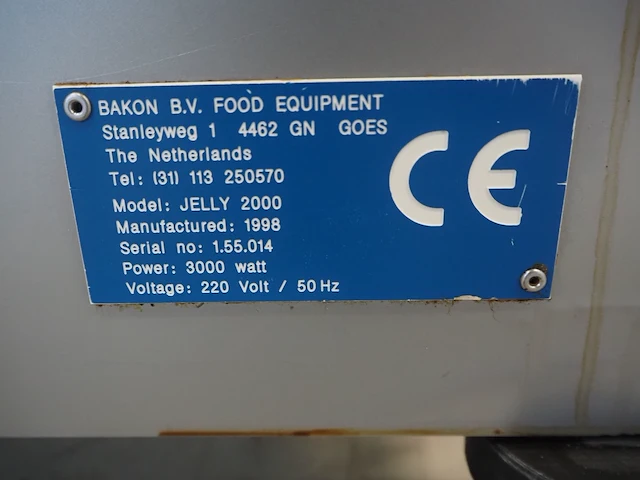 BAKON B.V. FOOD EQUIPMENT
Stanleyweg 1 4462 GN GOES
The Netherlands
Tel: (31) 113 250570
Model: JELLY 2000
Manufactured: 1998
Serial no: 1.55.014
Power: 3000 watt
Voltage: 220 Volt / 50 Hz
CE